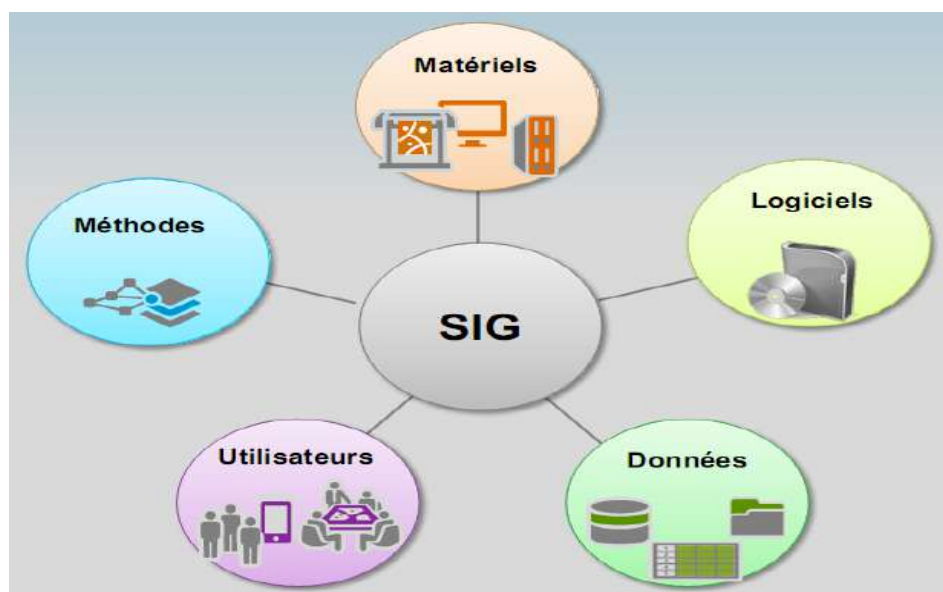 Matériels
Logiciels
Méthodes
SIG
Utilisateurs
Données